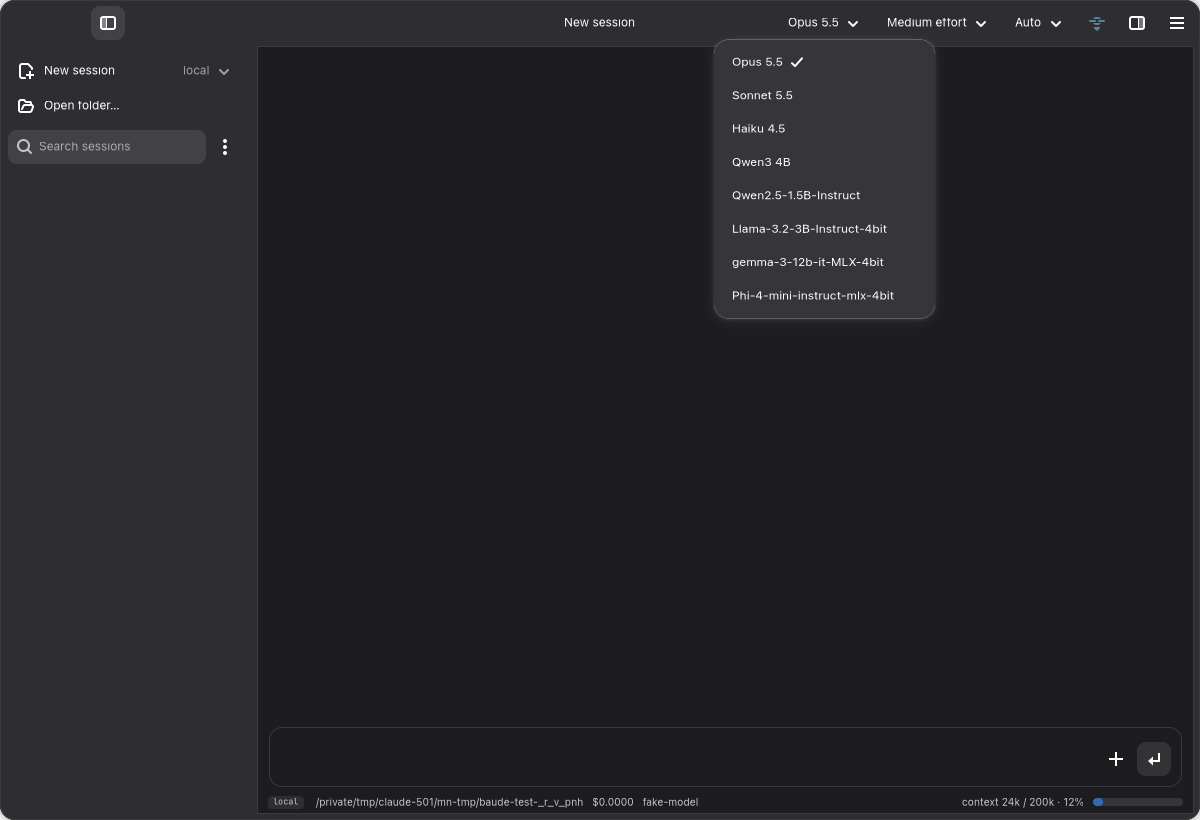 New session
Opus 5.5
Medium effort
Auto
New session
local
Open folder...
Search sessions
Opus 5.5
Sonnet 5.5
Haiku 4.5
Qwen3 4B
Qwen2.5-1.5B-Instruct
Llama-3.2-3B-Instruct-4bit
gemma-3-12b-it-MLX-4bit
Phi-4-mini-instruct-mlx-4bit
local /private/tmp/claude-501/mn-tmp/baude-test-_r_v_pnh $0.0000 fake-model context 24k / 200k · 12%